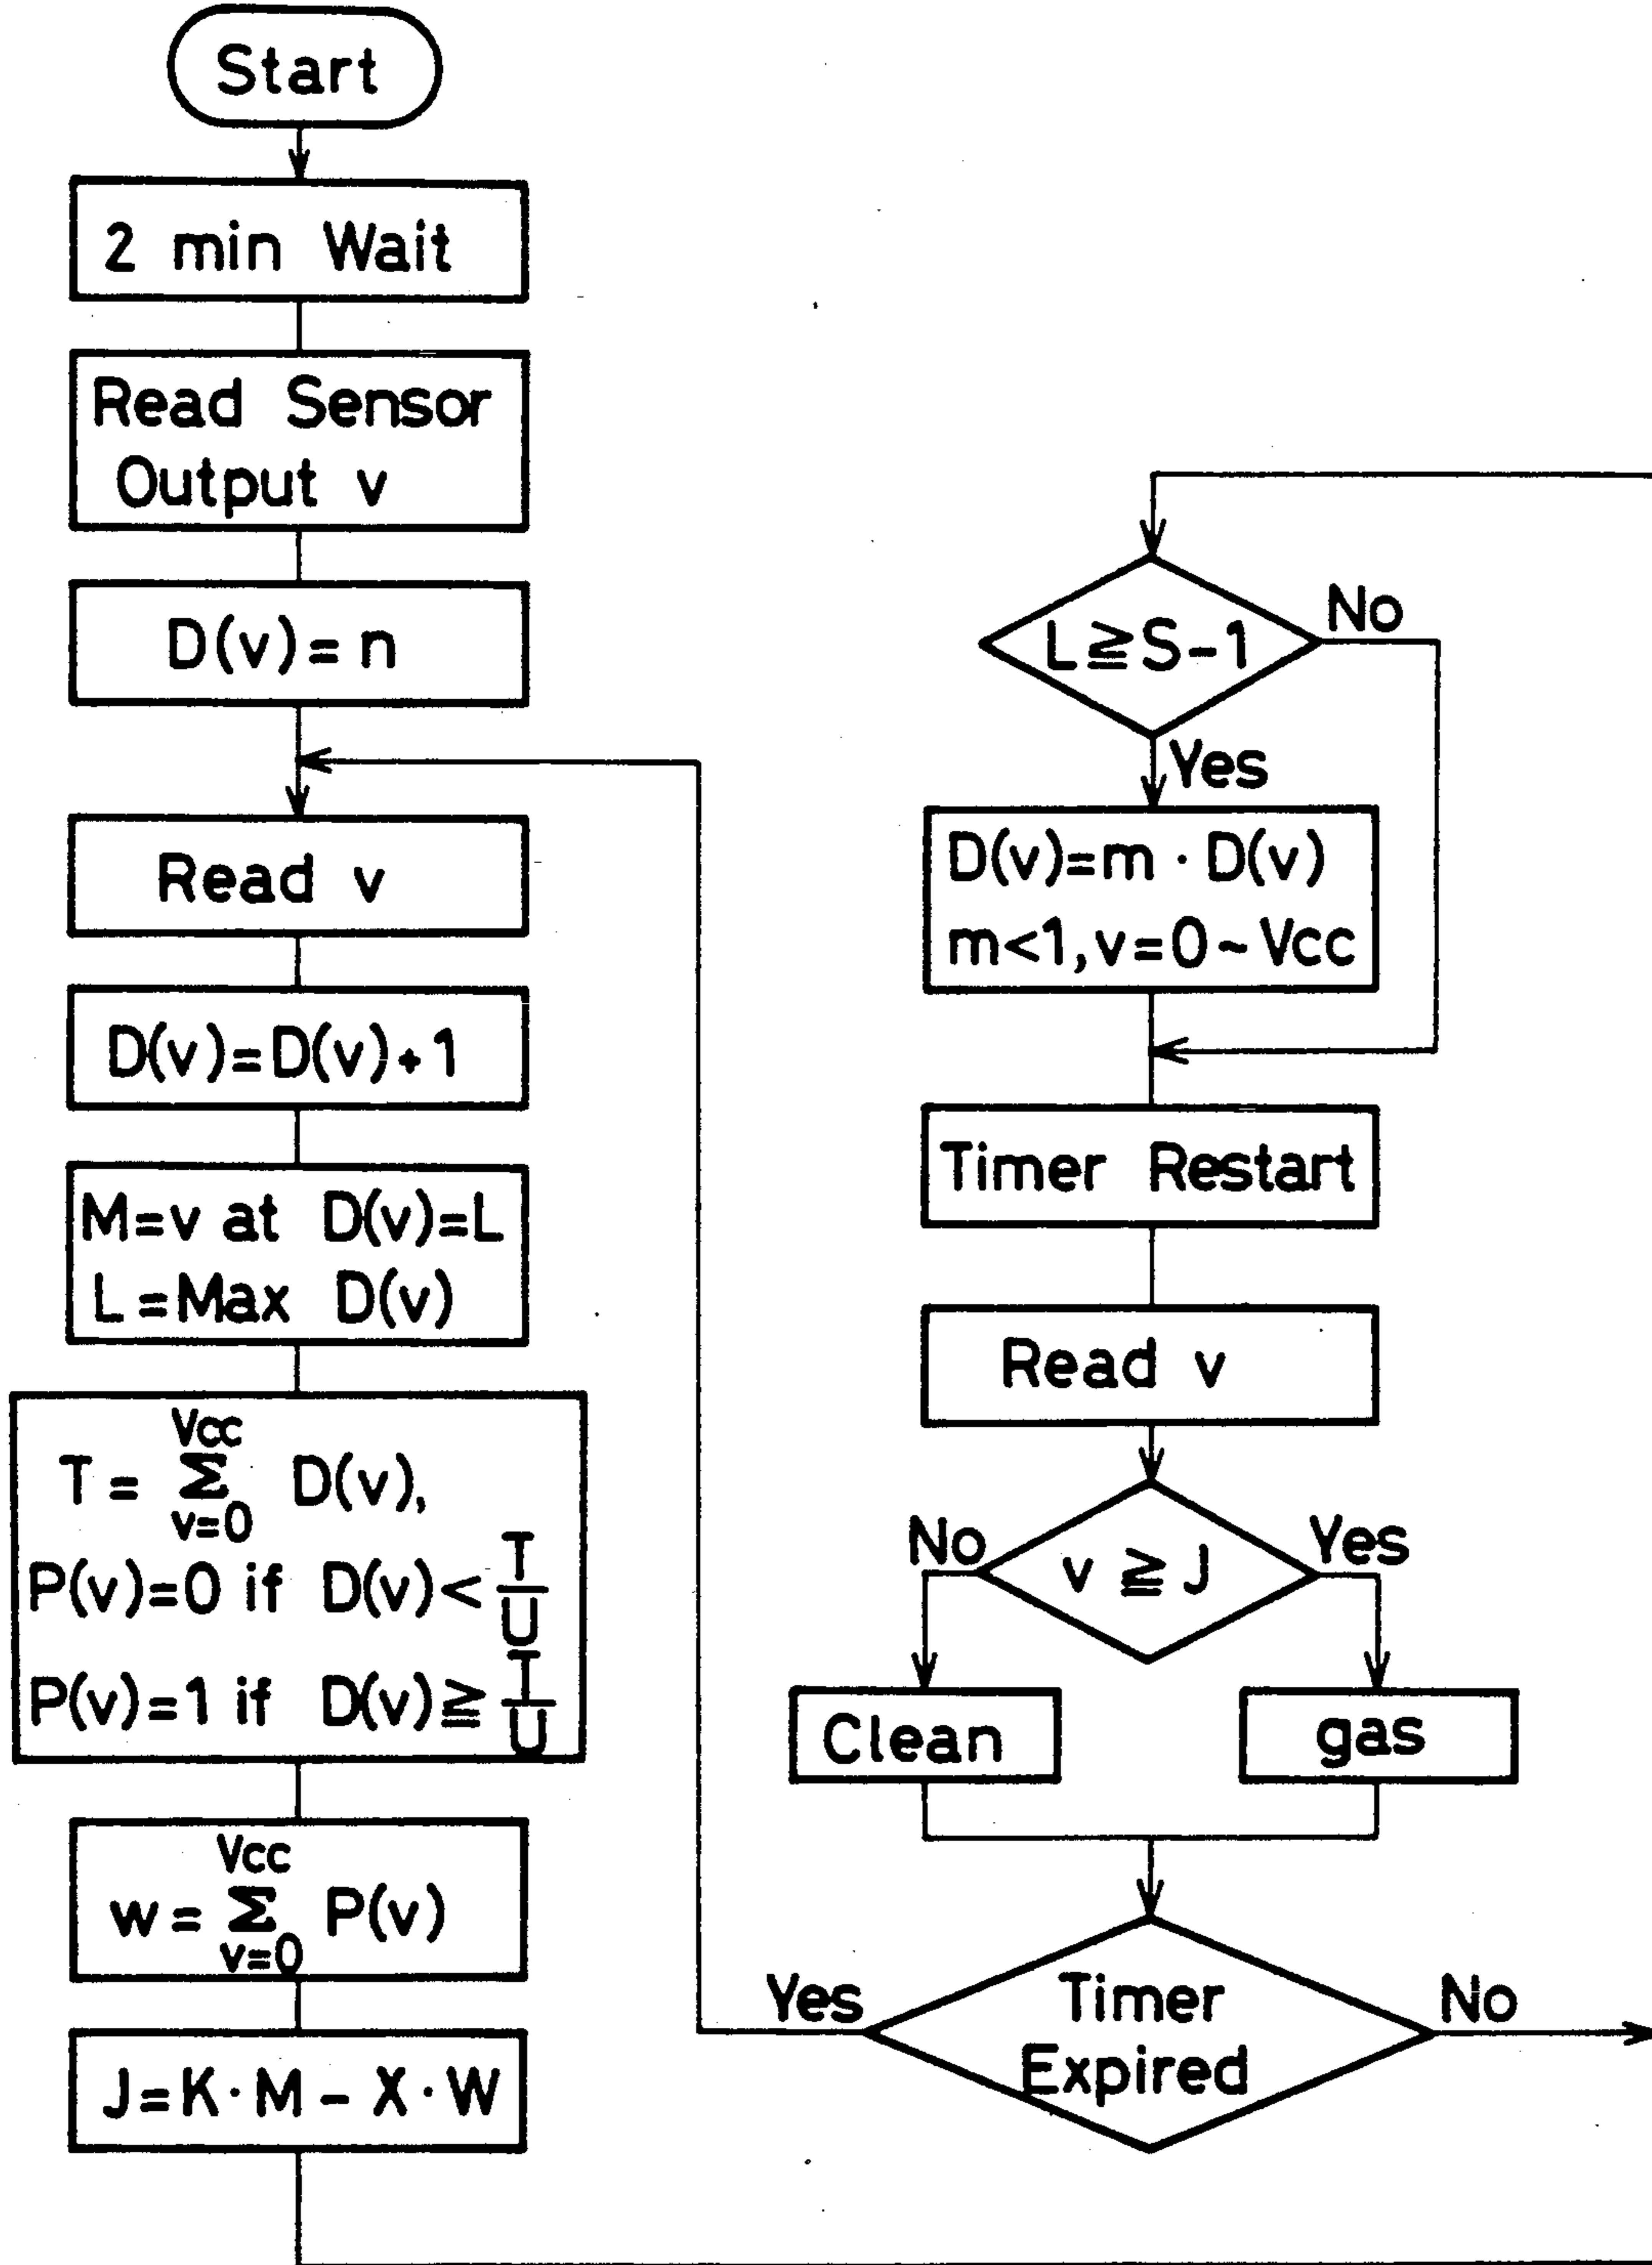 Start
2 min Wait
Read Sensor
Output v
D(v)=n
Read v
D(v)=D(v)+1
M=v at D(v)=L
L=Max D(v)
Vcc
T= Σ D(v),
v=0
P(v)=0 if D(v)< T/U
P(v)=1 if D(v)≧ T/U
Vcc
w= Σ P(v)
v=0
J=K·M-X·W
L≧S-1
No
Yes
D(v)=m·D(v)
m<1,v=0~Vcc
Timer Restart
Read v
v≧J
No
Yes
Clean
gas
Timer
Expired
Yes
No